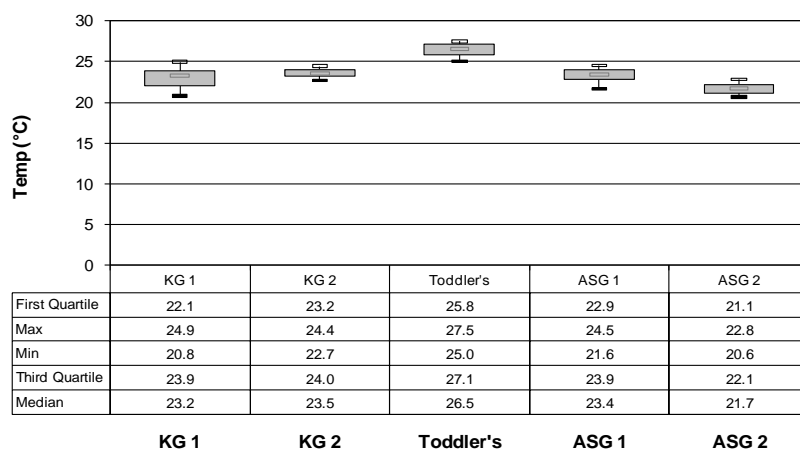 30
25
20
15
10
5
0
Temp (°C)
KG 1 KG 2 Toddler's ASG 1 ASG 2
First Quartile 22.1 23.2 25.8 22.9 21.1
Max 24.9 24.4 27.5 24.5 22.8
Min 20.8 22.7 25.0 21.6 20.6
Third Quartile 23.9 24.0 27.1 23.9 22.1
Median 23.2 23.5 26.5 23.4 21.7
KG 1 KG 2 Toddler's ASG 1 ASG 2